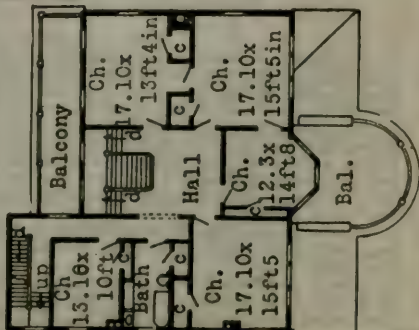 Balcony
Ch.
17.10x
13ft4in
c
c
Ch.
17.10x
15ft5in
d
d
Hall
Ch.
12.3x
14ft8
c
Bal.
up
Ch
13.16x
10ft
c
Bath
c
c
Ch.
17.10x
15ft5